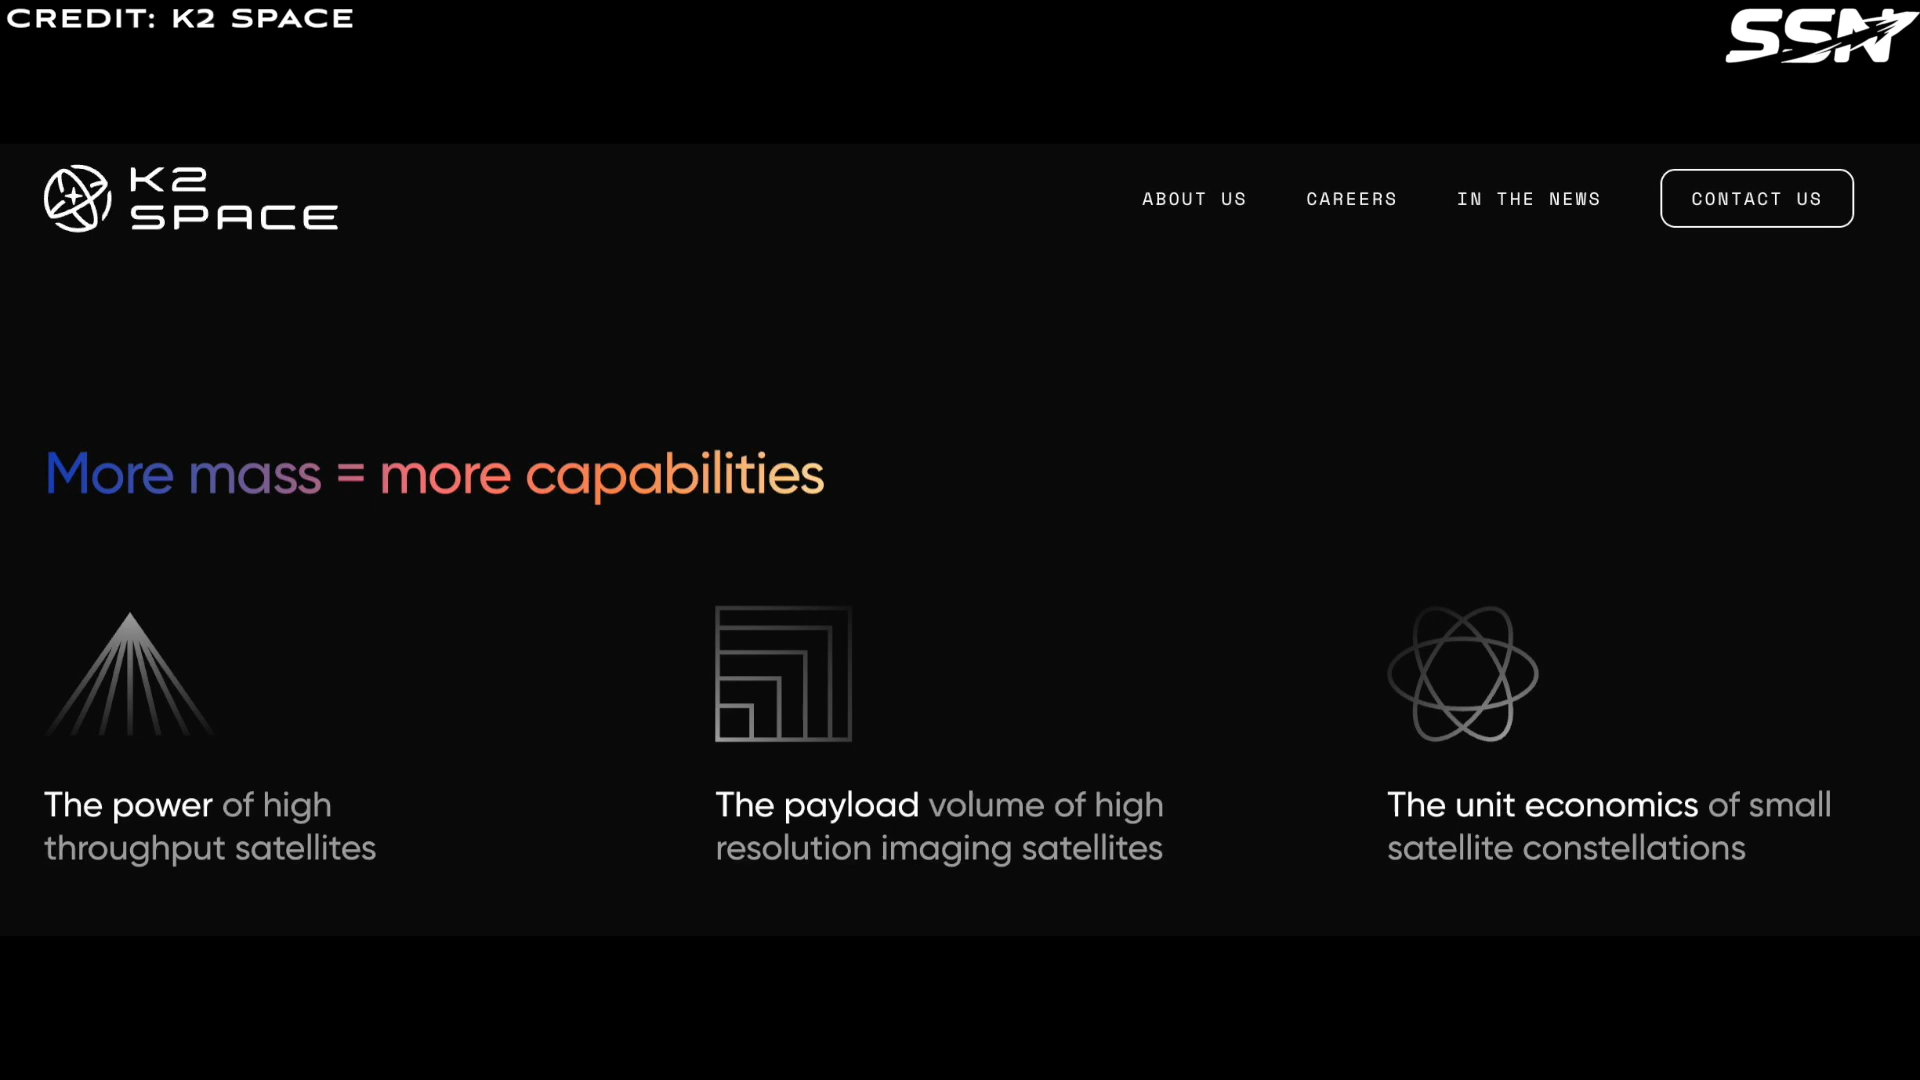 CREDIT: K2 SPACE
SSN
K2
SPACE
ABOUT US
CAREERS
IN THE NEWS
CONTACT US
More mass = more capabilities
The power of high
throughput satellites
The payload volume of high
resolution imaging satellites
The unit economics of small
satellite constellations